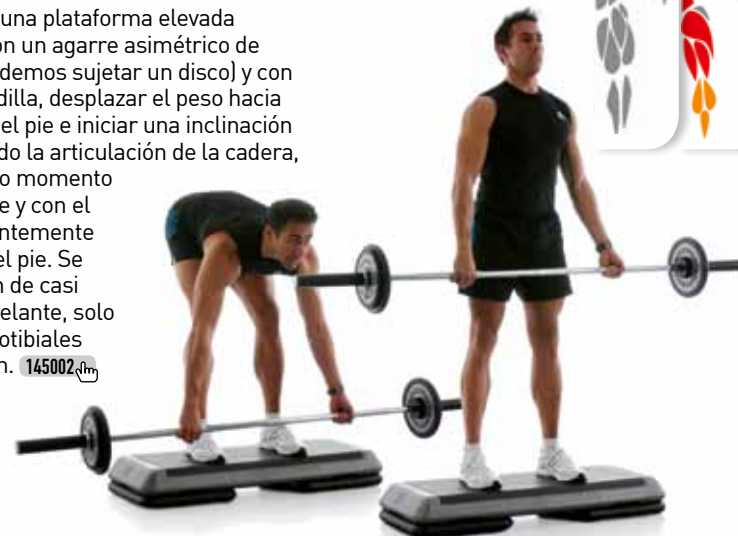 una plataforma elevada
on un agarre asimétrico de
demos sujetar un disco) y con
dilla, desplazar el peso hacia
el pie e iniciar una inclinación
do la articulación de la cadera,
o momento
e y con el
ntemente
el pie. Se
n de casi
elante, solo
otibiales
n. 145002